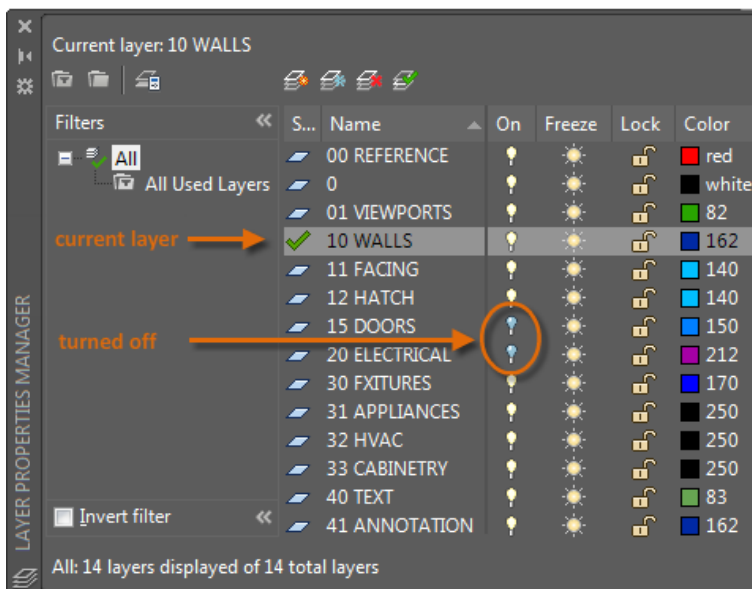 Current layer: 10 WALLS
Filters
S... Name On Freeze Lock Color
All
All Used Layers
00 REFERENCE red
0 white
01 VIEWPORTS 82
current layer
10 WALLS 162
11 FACING 140
12 HATCH 140
15 DOORS 150
turned off
20 ELECTRICAL 212
30 FXITURES 170
31 APPLIANCES 250
32 HVAC 250
33 CABINETRY 250
40 TEXT 83
41 ANNOTATION 162
Invert filter
All: 14 layers displayed of 14 total layers
LAYER PROPERTIES MANAGER